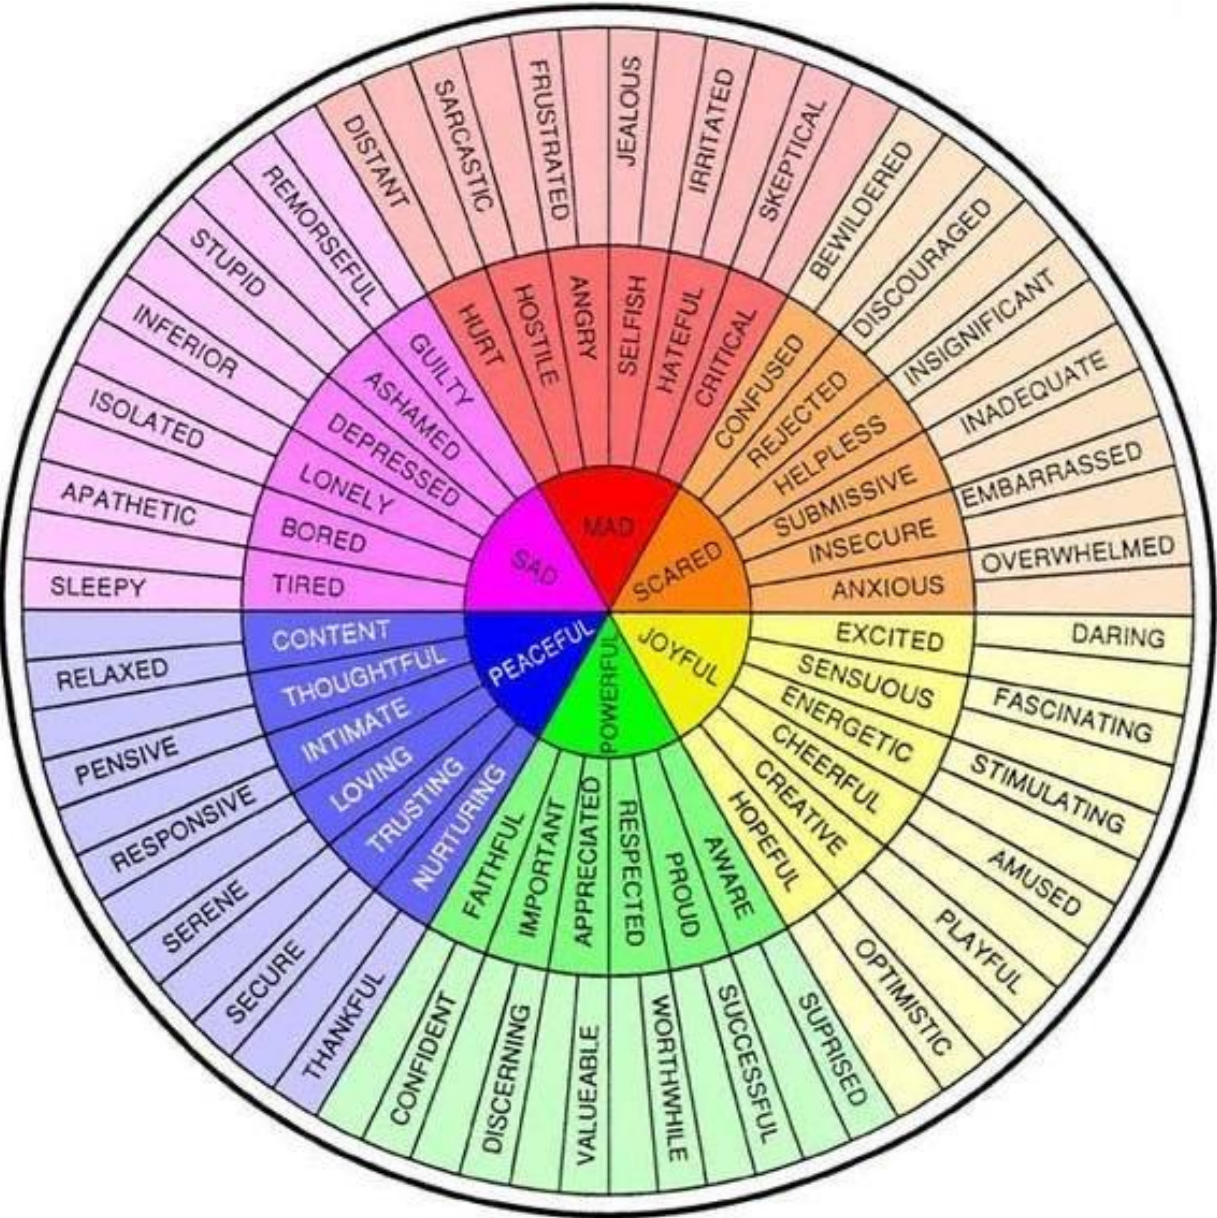 MAD
SCARED
JOYFUL
POWERFUL
PEACEFUL
SAD
HURT
HOSTILE
ANGRY
SELFISH
HATEFUL
CRITICAL
CONFUSED
REJECTED
HELPLESS
SUBMISSIVE
INSECURE
ANXIOUS
EXCITED
SENSUOUS
ENERGETIC
CHEERFUL
CREATIVE
HOPEFUL
AWARE
PROUD
RESPECTED
APPRECIATED
IMPORTANT
FAITHFUL
NURTURING
TRUSTING
LOVING
INTIMATE
THOUGHTFUL
CONTENT
TIRED
BORED
LONELY
DEPRESSED
ASHAMED
GUILTY
DISTANT
SARCASTIC
FRUSTRATED
JEALOUS
IRRITATED
SKEPTICAL
BEWILDERED
DISCOURAGED
INSIGNIFICANT
INADEQUATE
EMBARRASSED
OVERWHELMED
DARING
FASCINATING
STIMULATING
AMUSED
PLAYFUL
OPTIMISTIC
SUPRISED
SUCCESSFUL
WORTHWHILE
VALUEABLE
DISCERNING
CONFIDENT
THANKFUL
SECURE
SERENE
RESPONSIVE
PENSIVE
RELAXED
SLEEPY
APATHETIC
ISOLATED
INFERIOR
STUPID
REMORSEFUL